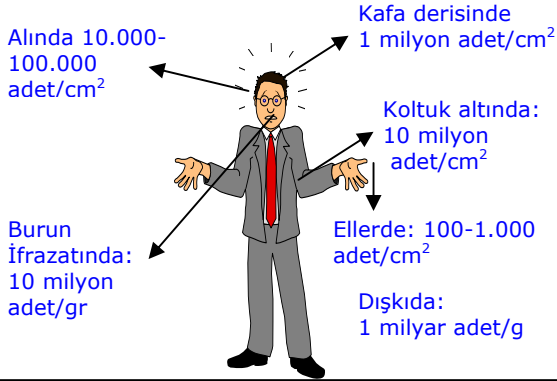 Alında 10.000-
100.000
adet/cm²
Kafa derisinde
1 milyon adet/cm²
Koltuk altında:
10 milyon
adet/cm²
Burun
İfrazatında:
10 milyon
adet/gr
Ellerde: 100-1.000
adet/cm²
Dışkıda:
1 milyar adet/g